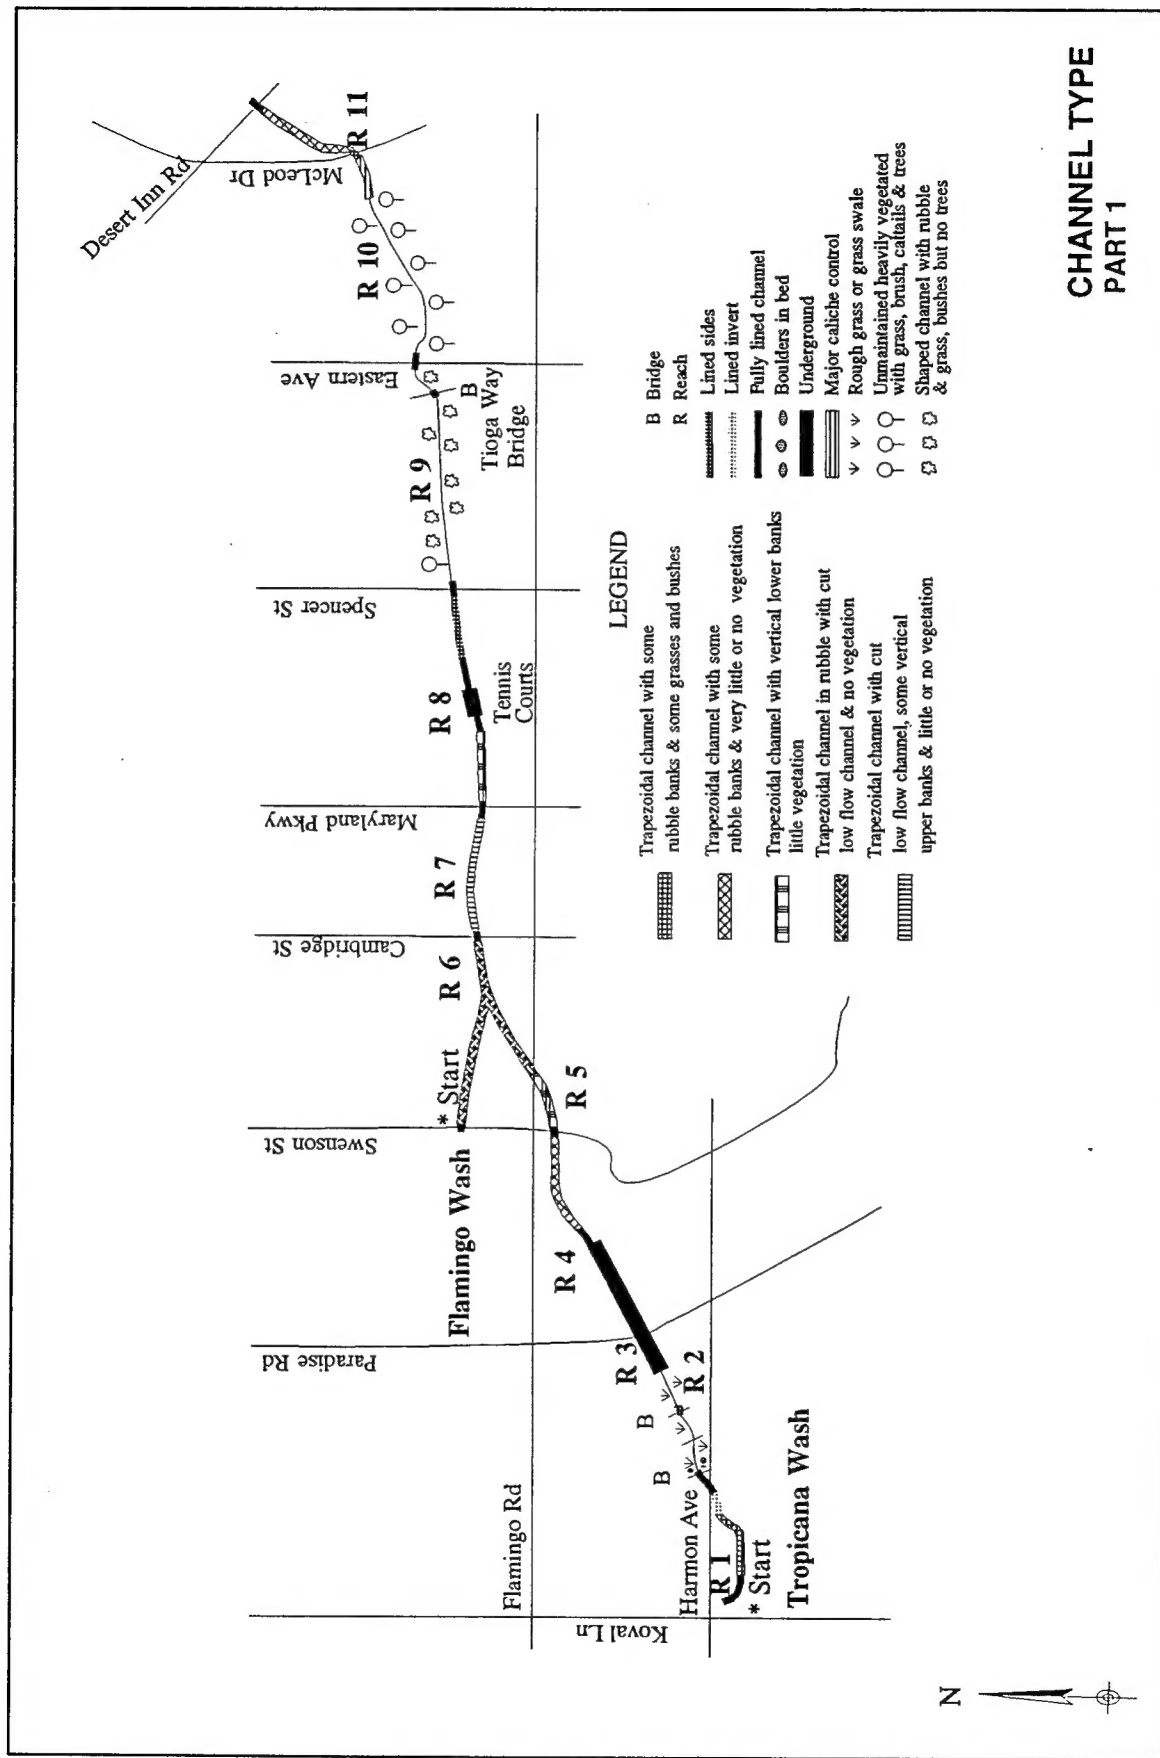 CHANNEL TYPE
PART 1
Desert Inn Rd
McLeod Dr
R 11
R 10
Eastern Ave
B
Tioga Way
Bridge
R 9
Spencer St
R 8
Tennis
Courts
Maryland Pkwy
R 7
Cambridge St
R 6
* Start
Flamingo Wash
Swenson St
R 5
R 4
Paradise Rd
R 3
R 2
B
B
Flamingo Rd
Harmon Ave
R 1
* Start
Tropicana Wash
Koval Ln
N
LEGEND
Trapezoidal channel with some
rubble banks & some grasses and bushes
Trapezoidal channel with some
rubble banks & very little or no vegetation
Trapezoidal channel with vertical lower banks
little vegetation
Trapezoidal channel in rubble with cut
low flow channel & no vegetation
Trapezoidal channel with cut
low flow channel, some vertical
upper banks & little or no vegetation
B Bridge
R Reach
Lined sides
Lined invert
Fully lined channel
Boulders in bed
Underground
Major caliche control
Rough grass or grass swale
Unmaintained heavily vegetated
with grass, brush, cattails & trees
Shaped channel with rubble
& grass, bushes but no trees